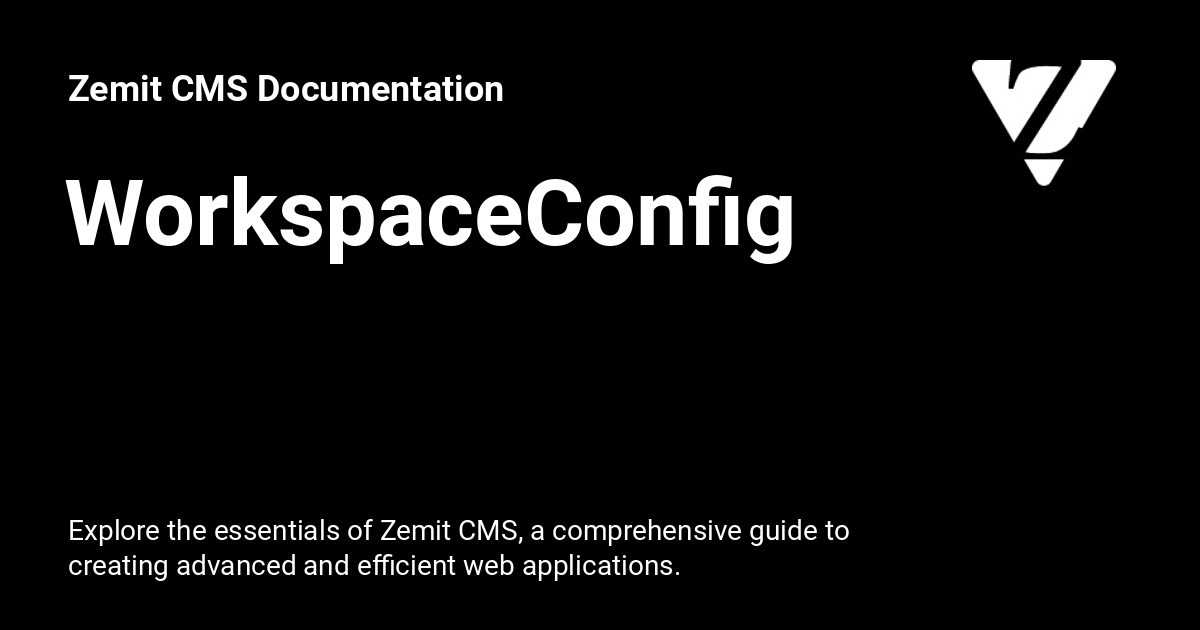 Zemit CMS Documentation
WorkspaceConfig
Explore the essentials of Zemit CMS, a comprehensive guide to
creating advanced and efficient web applications.